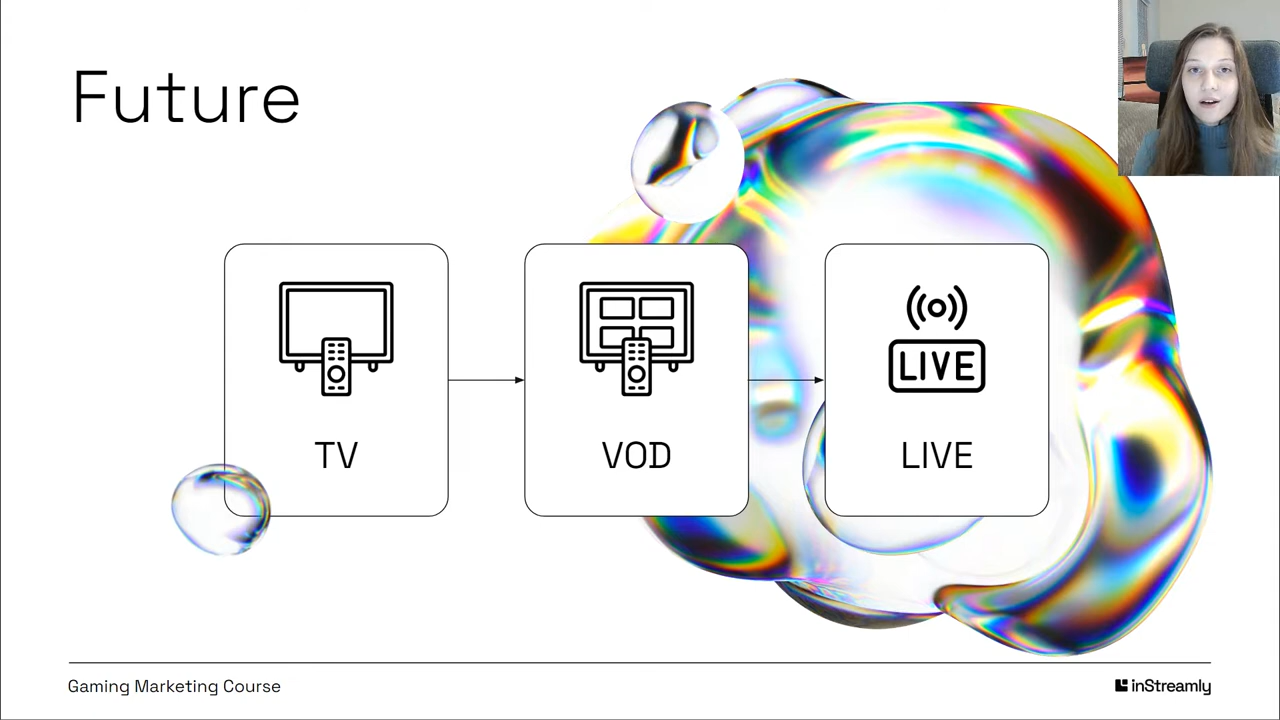 Future
LIVE
TV
VOD
LIVE
Gaming Marketing Course
inStreamly